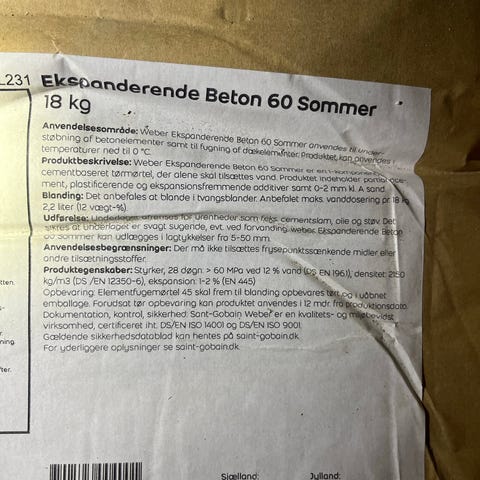 L231
Ekspanderende Beton 60 Sommer
18 kg
Anvendelsesområde: Weber Ekspanderende Beton 60 Sommer anvendes til under-
støbning af betonelementer samt til fugning af dækelementer. Produktet kan anvendes i
temperaturer ned til 0 °C.
Produktbeskrivelse: Weber Ekspanderende Beton 60 Sommer er en
cementbaseret tørmørtel, der alene skal tilsættes vand. Produktet indeholder portland
ment, plastificerende og ekspansionsfremmende additiver samt 0-2 mm kl. A sand
Blanding: Det anbefales at blande i tvangsblander. Anbefalet maks. vanddosering pr 18 kg
2,2 liter (12 vægt-%)
Udførelse: Underlaget afrenses for urenheder som f.eks. cementslam, olie og støv. Det
sikres at underlaget er svagt sugende, evt. ved forvanding. weber Ekspanderende Beton
60 Sommer kan udlægges i lagtykkelser fra 5-50 mm.
Anvendelsesbegrænsninger: Der må ikke tilsættes frysepunktssænkende midler eller
andre tilsætningsstoffer.
Produktegenskaber: Styrker, 28 døgn: > 60 MPa ved 12 % vand (DS EN 196.1), densitet: 2150
kg/m3 (DS /EN 12350-6), ekspansion: 1-2 % (EN 445)
Opbevaring: Elementfugemørtel 45 skal frem til blanding opbevares tørt og i uåbnet
emballage. Forudsat tør opbevaring kan produktet anvendes i 12 mdr. fra produktionsdato.
Dokumentation, kontrol, sikkerhed: Sant-Gobain Weber er en kvalitets- og miljøbevidst
virksomhed, certificeret iht. DS/EN ISO 14001 og DS/EN ISO 9001.
Gældende sikkerhedsdatablad kan hentes på saint-gobain.dk.
For yderligere oplysninger se saint-gobain.dk.
Sjælland:
Jylland: